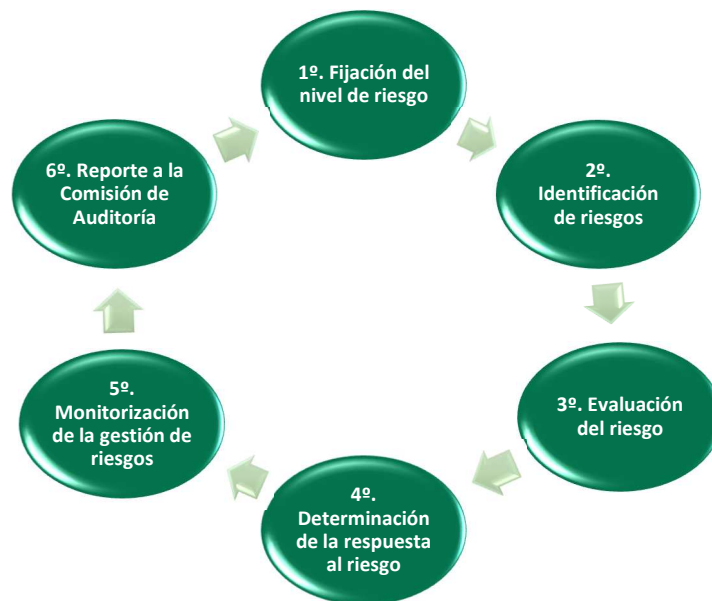 1º. Fijación del
nivel de riesgo
2º.
Identificación
de riesgos
3º. Evaluación
del riesgo
4º.
Determinación
de la respuesta
al riesgo
5º.
Monitorización
de la gestión de
riesgos
6º. Reporte a la
Comisión de
Auditoría